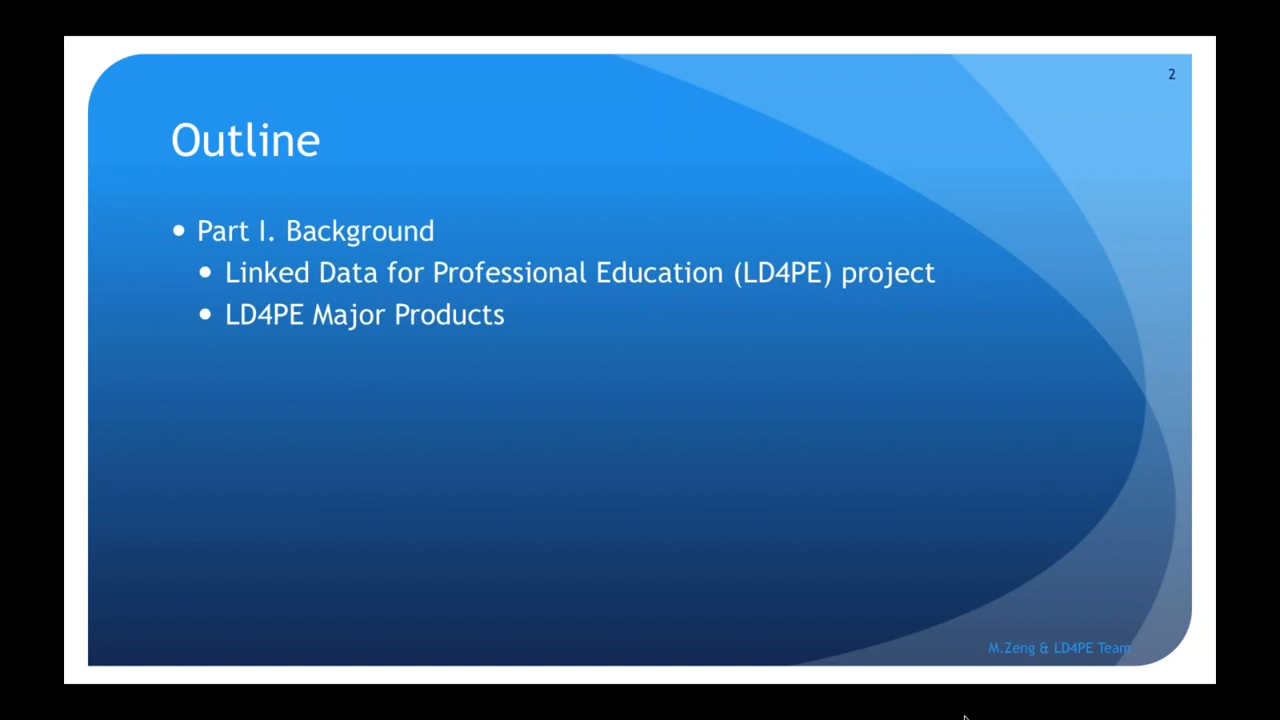 2
Outline
• Part I. Background
• Linked Data for Professional Education (LD4PE) project
• LD4PE Major Products
M.Zeng & LD4PE Team